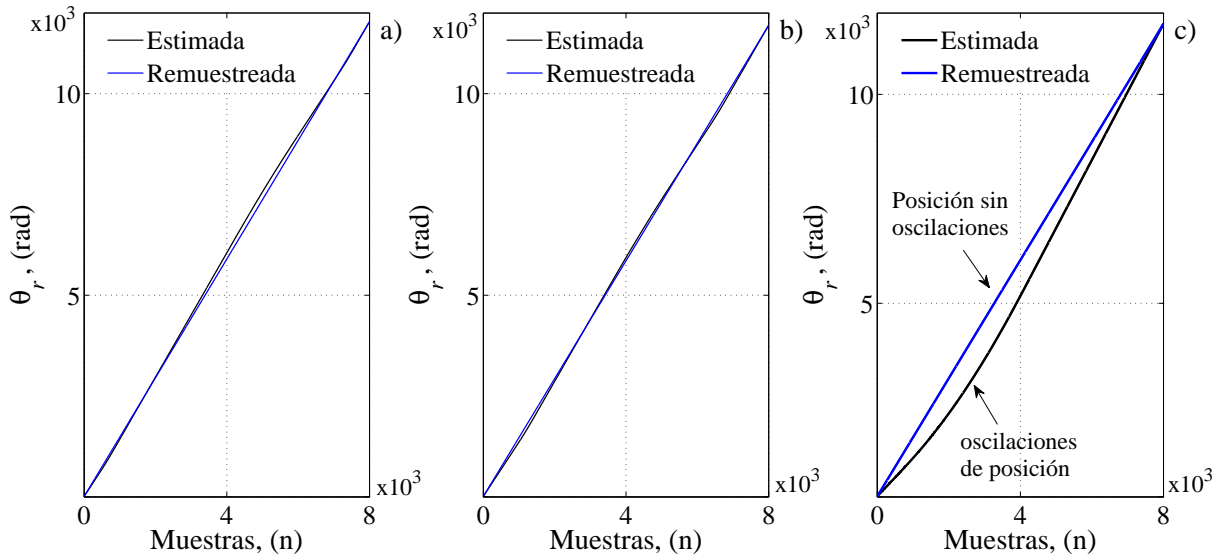 x10³
a)
Estimada
Remuestreada
10
5
θr, (rad)
0
4
8
x10³
Muestras, (n)
x10³
b)
Estimada
Remuestreada
10
5
θr, (rad)
0
4
8
x10³
Muestras, (n)
x10³
c)
Estimada
Remuestreada
10
Posición sin
oscilaciones
5
θr, (rad)
oscilaciones
de posición
0
4
8
x10³
Muestras, (n)